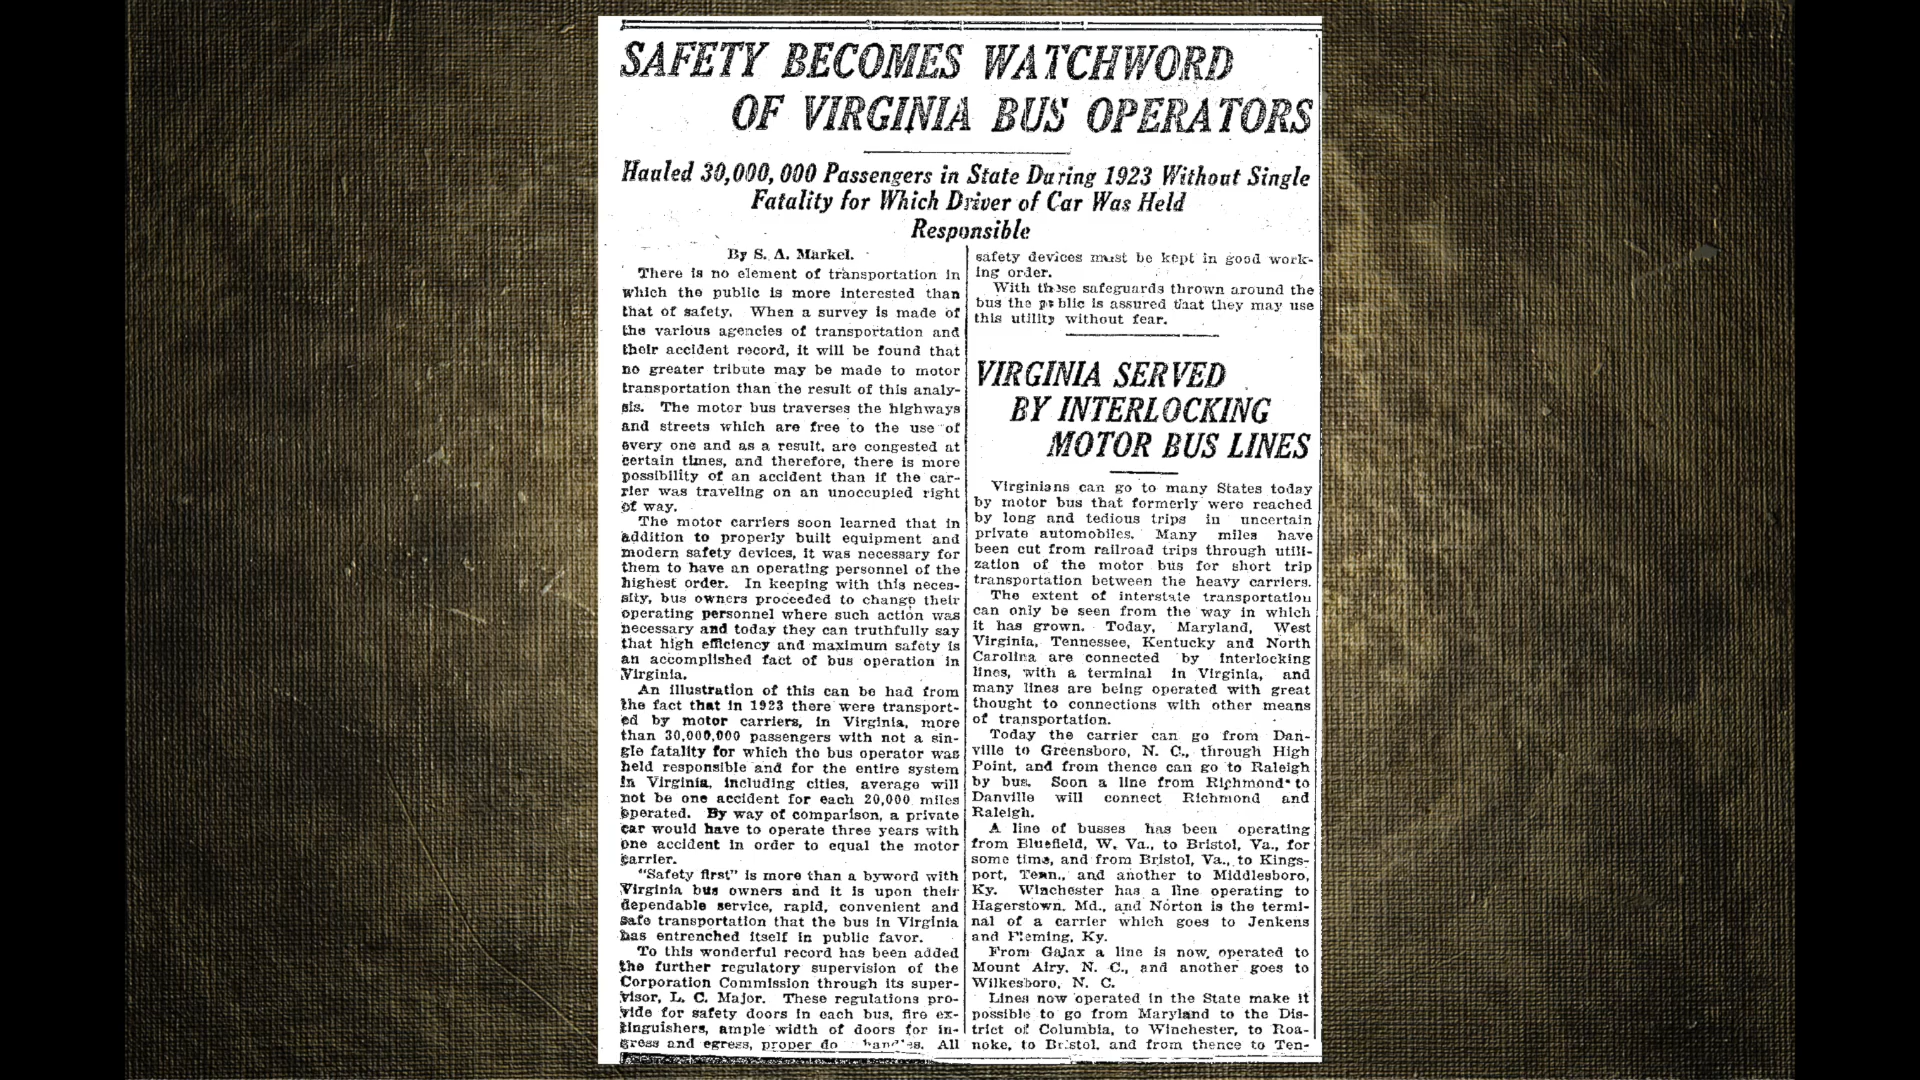 SAFETY BECOMES WATCHWORD
OF VIRGINIA BUS OPERATORS
Hauled 30,000,000 Passengers in State During 1923 Without Single
Fatality for Which Driver of Car Was Held
Responsible
By S. A. Markel.
There is no element of transportation in
which the public is more interested than
that of safety. When a survey is made of
the various agencies of transportation and
their accident record, it will be found that
no greater tribute may be made to motor
transportation than the result of this analy-
sis. The motor bus traverses the highways
and streets which are free to the use of
every one and as a result, are congested at
certain times, and therefore, there is more
possibility of an accident than if the car-
rier was traveling on an unoccupied right
of way.
The motor carriers soon learned that in
addition to properly built equipment and
modern safety devices, it was necessary for
them to have an operating personnel of the
highest order. In keeping with this neces-
sity, bus owners proceeded to change their
operating personnel where such action was
necessary and today they can truthfully say
that high efficiency and maximum safety is
an accomplished fact of bus operation in
Virginia.
An illustration of this can be had from
the fact that in 1923 there were transport-
ed by motor carriers, in Virginia, more
than 30,000,000 passengers with not a sin-
gle fatality for which the bus operator was
held responsible and for the entire system
in Virginia, including cities, average will
not be one accident for each 20,000 miles
operated. By way of comparison, a private
car would have to operate three years with
one accident in order to equal the motor
carrier.
"Safety first" is more than a byword with
Virginia bus owners and it is upon their
dependable service, rapid, convenient and
safe transportation that the bus in Virginia
has entrenched itself in public favor.
To this wonderful record has been added
the further regulatory supervision of the
Corporation Commission through its super-
visor, L. C. Major. These regulations pro-
vide for safety doors in each bus, fire ex-
tinguishers, ample width of doors for in-
gress and egress, proper handles. All
safety devices must be kept in good work-
ing order.
With these safeguards thrown around the
bus the public is assured that they may use
this utility without fear.
VIRGINIA SERVED
BY INTERLOCKING
MOTOR BUS LINES
Virginians can go to many States today
by motor bus that formerly were reached
by long and tedious trips in uncertain
private automobiles. Many miles have
been cut from railroad trips through utili-
zation of the motor bus for short trip
transportation between the heavy carriers.
The extent of interstate transportation
can only be seen from the way in which
it has grown. Today, Maryland, West
Virginia, Tennessee, Kentucky and North
Carolina are connected by interlocking
lines, with a terminal in Virginia, and
many lines are being operated with great
thought to connections with other means
of transportation.
Today the carrier can go from Dan-
ville to Greensboro, N. C., through High
Point, and from thence can go to Raleigh
by bus. Soon a line from Richmond to
Danville will connect Richmond and
Raleigh.
A line of busses has been operating
from Bluefield, W. Va., to Bristol, Va., for
some time, and from Bristol, Va., to Kings-
port, Tenn., and another to Middlesboro,
Ky. Winchester has a line operating to
Hagerstown, Md., and Norton is the termi-
nal of a carrier which goes to Jenkens
and Fleming, Ky.
From Galax a line is now operated to
Mount Airy, N. C., and another goes to
Wilkesboro, N. C.
Lines now operated in the State make it
possible to go from Maryland to the Dis-
trict of Columbia, to Winchester, to Roa-
noke, to Bristol, and from thence to Ten-